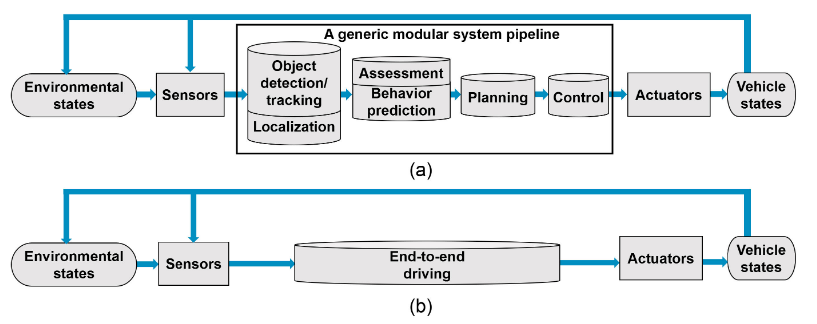 A generic modular system pipeline
Environmental
states
Sensors
Object
detection/
tracking
Localization
Assessment
Behavior
prediction
Planning
Control
Actuators
Vehicle
states
(a)
Environmental
states
Sensors
End-to-end
driving
Actuators
Vehicle
states
(b)